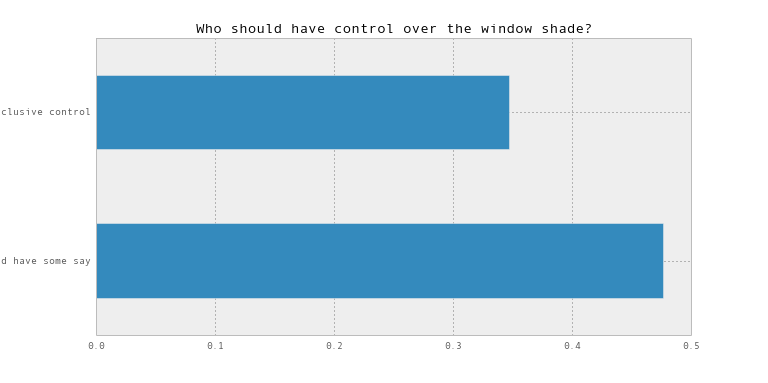 Who should have control over the window shade?
clusive control
d have some say
0.0 0.1 0.2 0.3 0.4 0.5